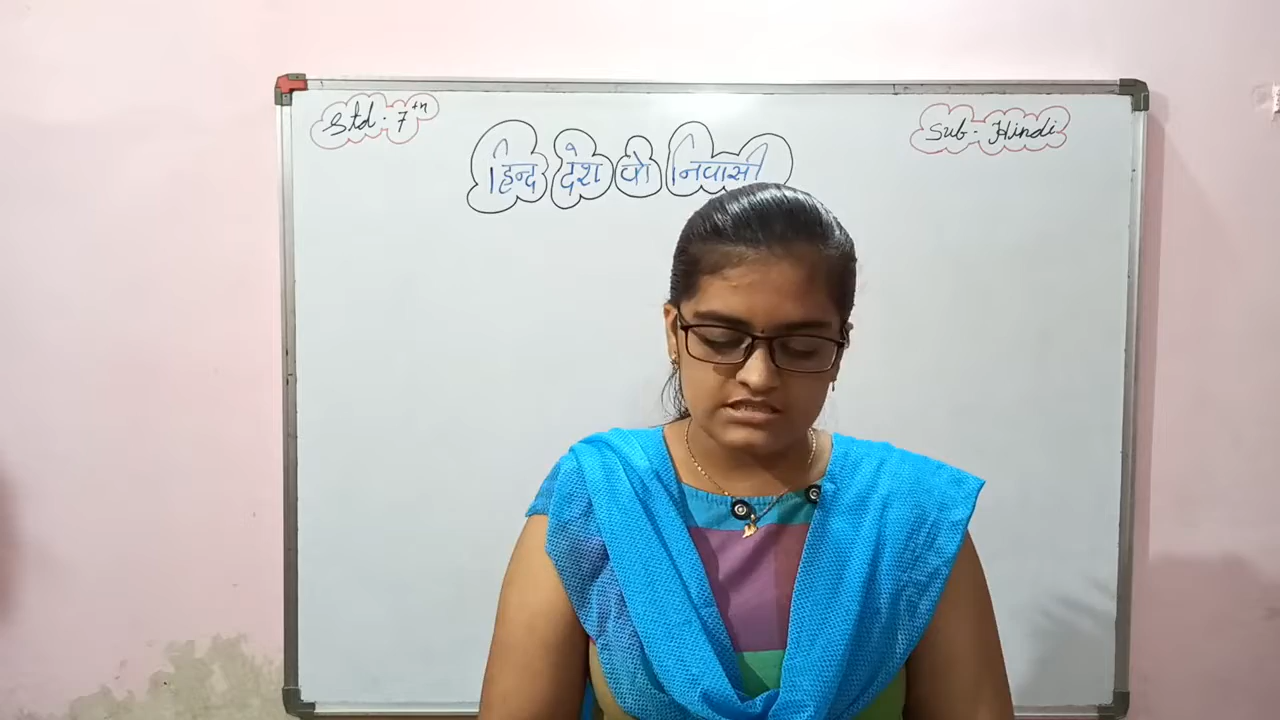 Std. 7th
Sub- Hindi
हिन्द देश के निवासी